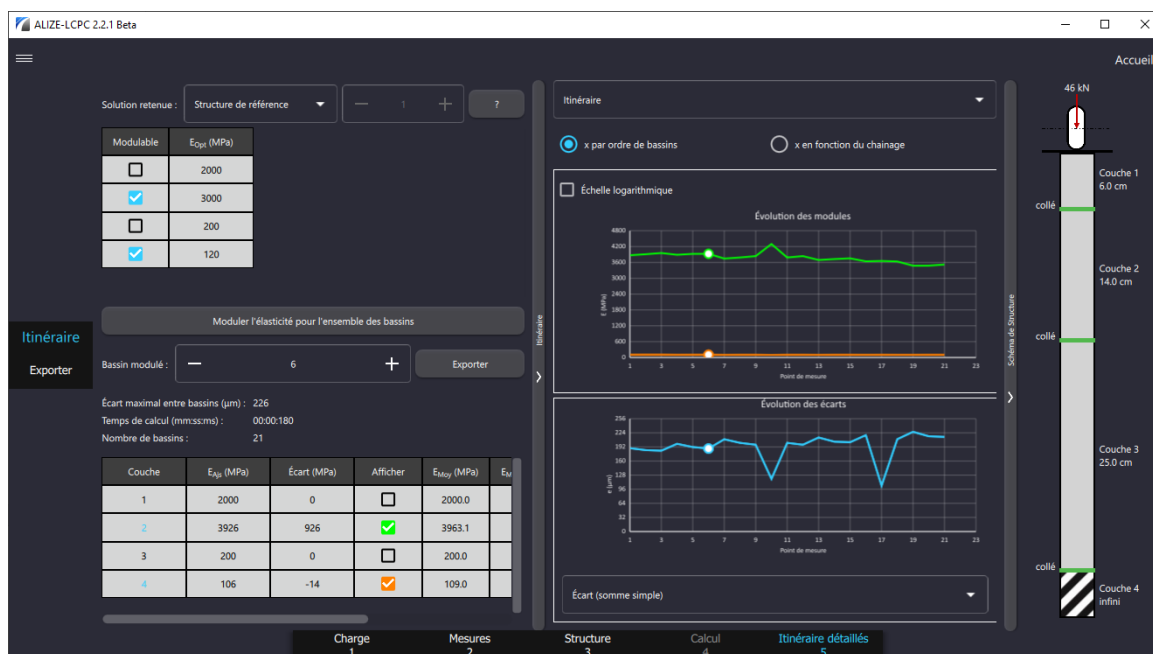 ALIZE-LCPC 2.2.1 Beta
Accueil
Solution retenue :
Structure de référence
1
?
Modulable
EOpt (MPa)
2000
3000
200
120
Moduler l'élasticité pour l'ensemble des bassins
Itinéraire
Exporter
Bassin modulé :
6
Exporter
Écart maximal entre bassins (µm) : 226
Temps de calcul (mm:ss:ms) : 00:00:180
Nombre de bassins : 21
Couche EAjs (MPa) Écart (MPa) Afficher EMoy (MPa) EM
1 2000 0 2000.0
2 3926 926 3963.1
3 200 0 200.0
4 106 -14 109.0
Itinéraire
Itinéraire
x par ordre de bassins
x en fonction du chainage
Échelle logarithmique
Évolution des modules
E (MPa)
4800
4200
3600
3000
2400
1800
1200
600
0
1 3 5 7 9 11 13 15 17 19 21 23
Point de mesure
Évolution des écarts
e (µm)
256
224
192
160
128
96
64
32
0
1 3 5 7 9 11 13 15 17 19 21 23
Point de mesure
Écart (somme simple)
Schéma de Structure
46 kN
Couche 1
6.0 cm
collé
Couche 2
14.0 cm
collé
Couche 3
25.0 cm
collé
Couche 4
infini
Charge Mesures Structure Calcul Itinéraire détaillés
1 2 3 4 5